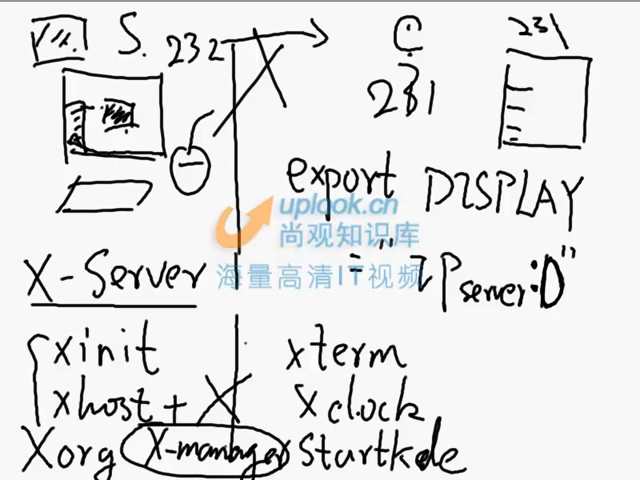 S. 232 C 231
231
export DISPLAY
uplook.cn
尚观知识库
="IPserver:0"
海量高清IT视频
X-Server
xinit xterm
xhost + X xclock
Xorg X-manager startkde